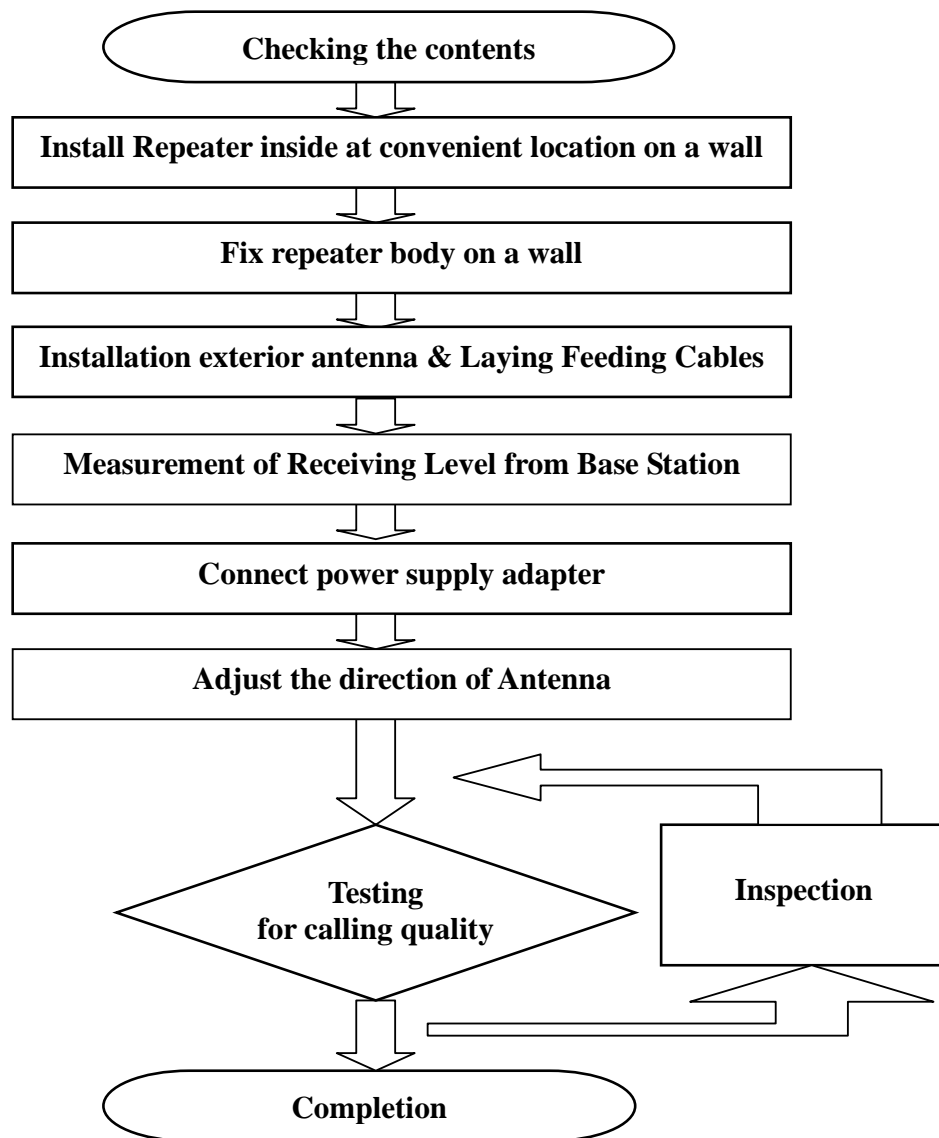 Checking the contents
Install Repeater inside at convenient location on a wall
Fix repeater body on a wall
Installation exterior antenna & Laying Feeding Cables
Measurement of Receiving Level from Base Station
Connect power supply adapter
Adjust the direction of Antenna
Testing
for calling quality
Inspection
Completion